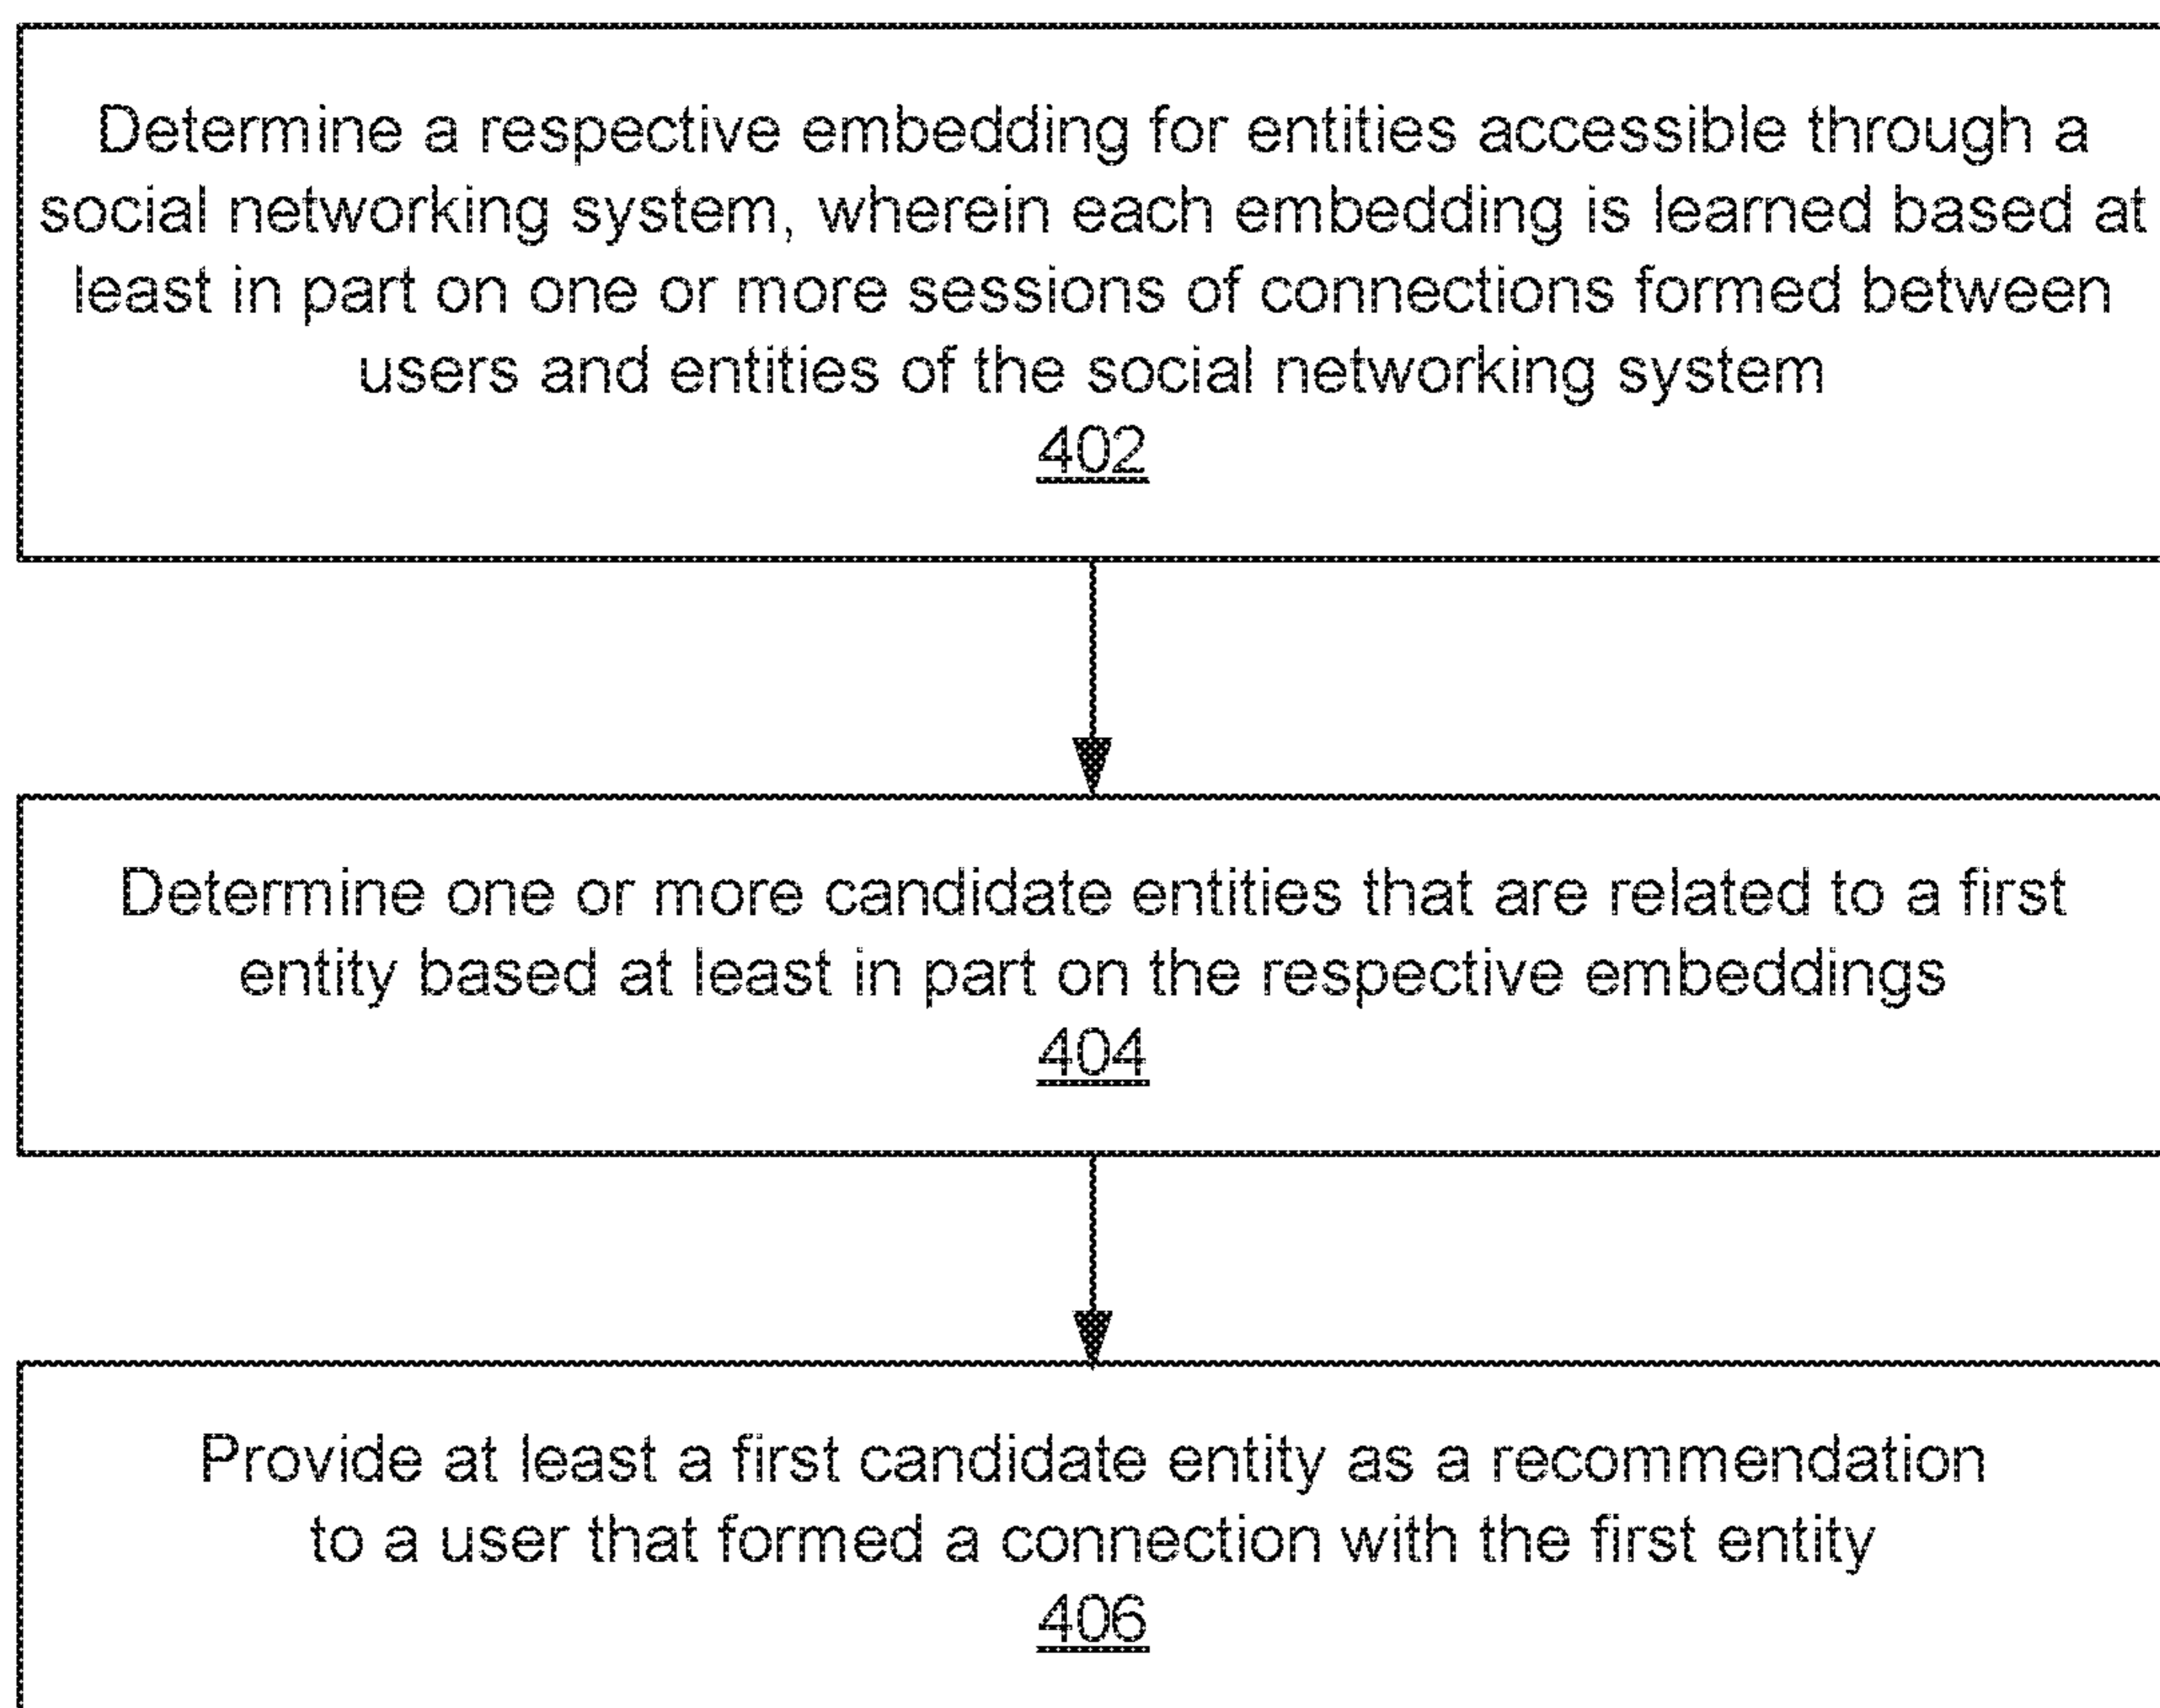 Determine a respective embedding for entities accessible through a
social networking system, wherein each embedding is learned based at
least in part on one or more sessions of connections formed between
users and entities of the social networking system
402
Determine one or more candidate entities that are related to a first
entity based at least in part on the respective embeddings
404
Provide at least a first candidate entity as a recommendation
to a user that formed a connection with the first entity
406